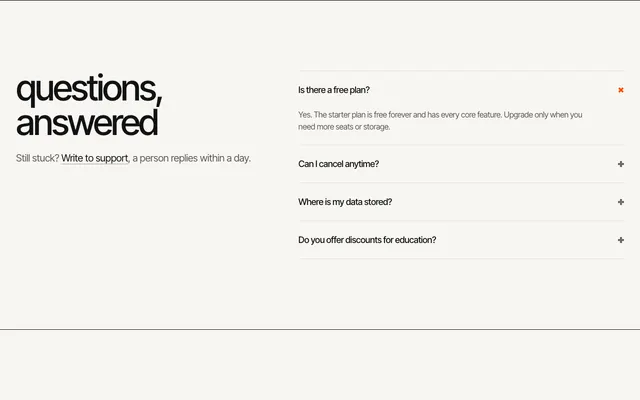 questions,
answered
Still stuck? Write to support, a person replies within a day.
Is there a free plan?
Yes. The starter plan is free forever and has every core feature. Upgrade only when you
need more seats or storage.
Can I cancel anytime?
Where is my data stored?
Do you offer discounts for education?